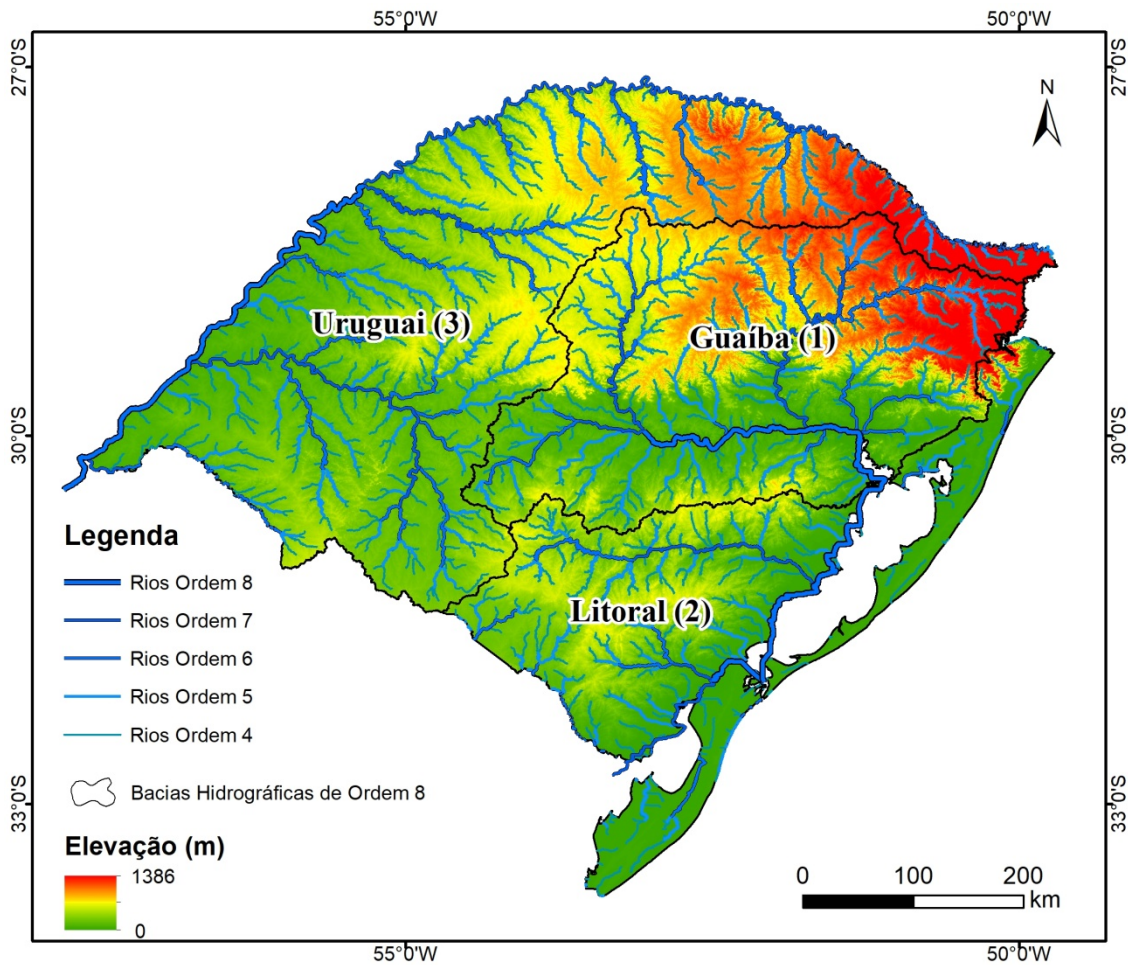 55°0'W 50°0'W
27°0'S 27°0'S
N
Uruguai (3) Guaíba (1)
30°0'S 30°0'S
Legenda
Rios Ordem 8
Litoral (2)
Rios Ordem 7
Rios Ordem 6
Rios Ordem 5
Rios Ordem 4
Bacias Hidrográficas de Ordem 8
33°0'S 33°0'S
Elevação (m)
1386
0
0 100 200
km
55°0'W 50°0'W